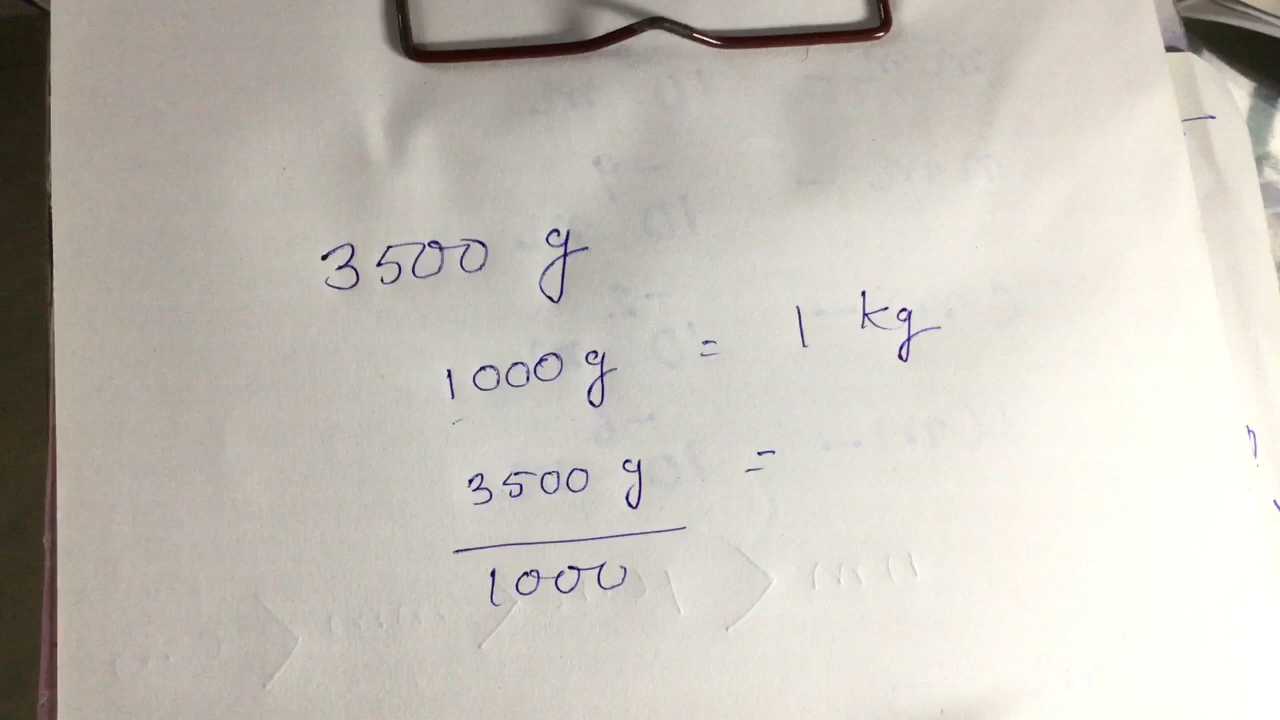 3500 g
1000 g = 1 kg
3500 g =
1000